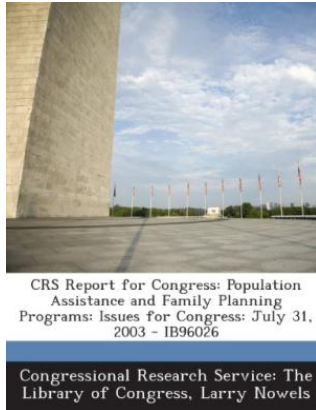 CRS Report for Congress: Population
Assistance and Family Planning
Programs: Issues for Congress: July 31,
2003 - IB96026
Congressional Research Service: The
Library of Congress, Larry Nowels